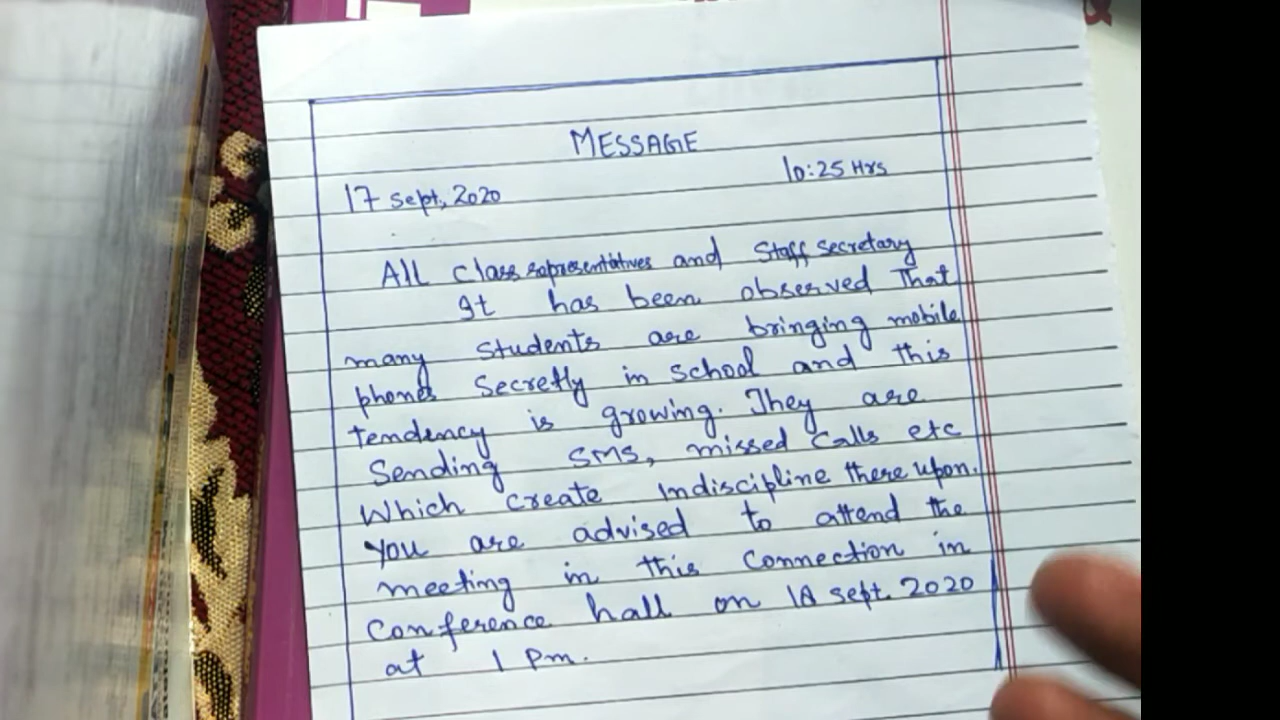 MESSAGE
10:25 Hrs
17 Sept, 2020
All Class representatives and Staff Secretary
It has been observed That
many Students are bringing mobile
phones Secretly in School and this
tendency is growing. They are
Sending SMS, missed Calls etc
Which create Indiscipline there upon.
You are advised to attend the
meeting in this Connection in
Conference hall on 18 Sept. 2020
at 1 Pm.